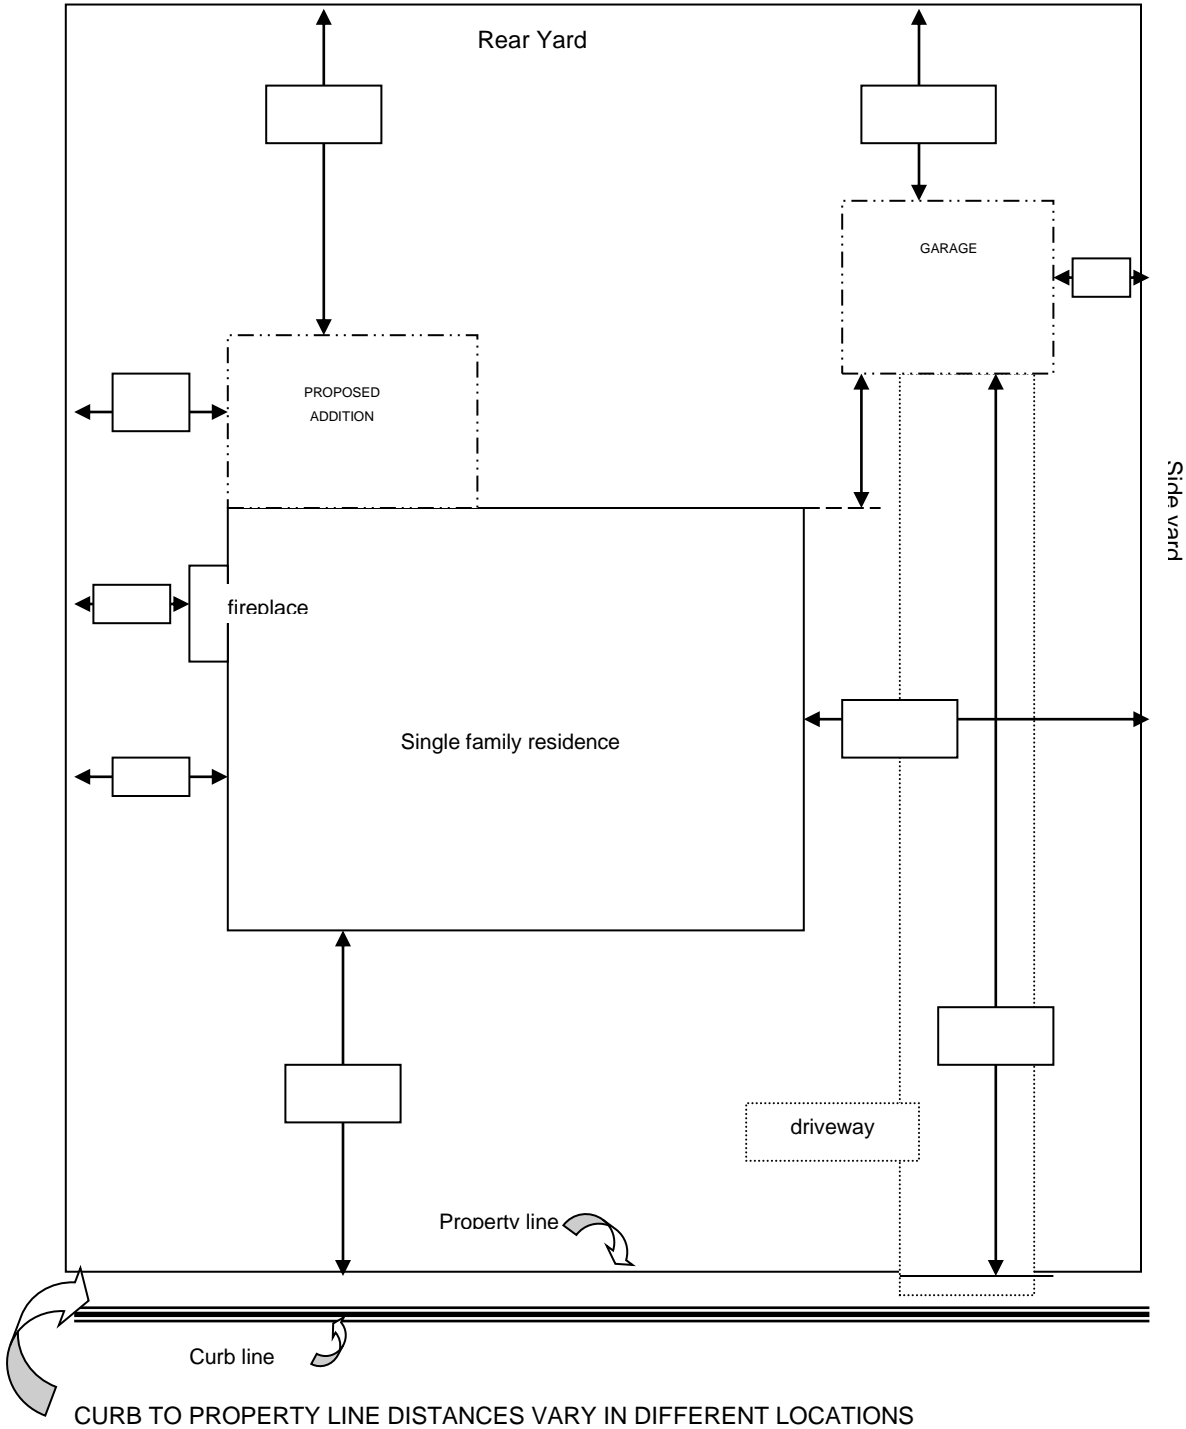 Rear Yard
GARAGE
PROPOSED
ADDITION
Side yard
fireplace
Single family residence
driveway
Property line
Curb line
CURB TO PROPERTY LINE DISTANCES VARY IN DIFFERENT LOCATIONS